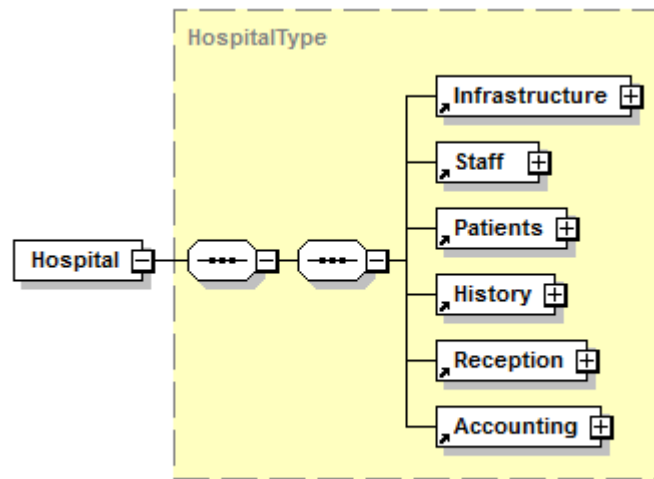 HospitalType
Infrastructure
Staff
Patients
Hospital
History
Reception
Accounting